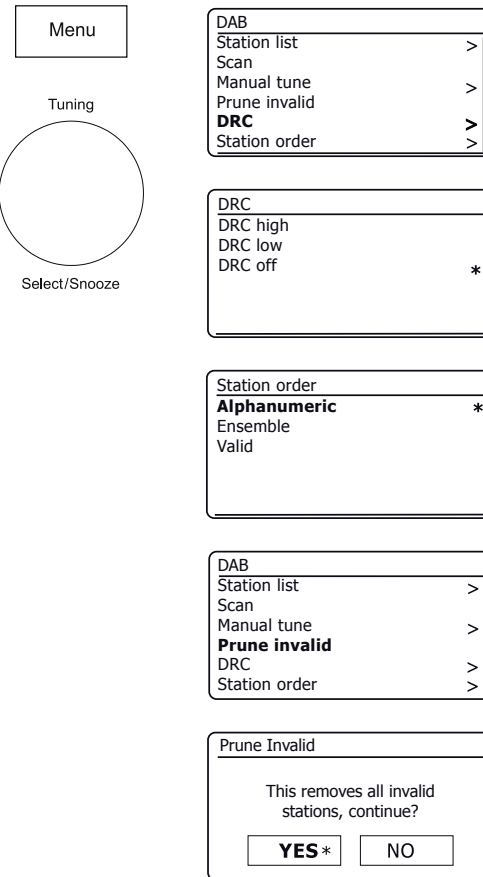 Menu
Tuning
Select/Snooze
DAB
Station list >
Scan
Manual tune >
Prune invalid
DRC >
Station order >
DRC
DRC high
DRC low
DRC off *
Station order
Alphanumeric *
Ensemble
Valid
DAB
Station list >
Scan
Manual tune >
Prune invalid
DRC >
Station order >
Prune Invalid
This removes all invalid
stations, continue?
YES* NO